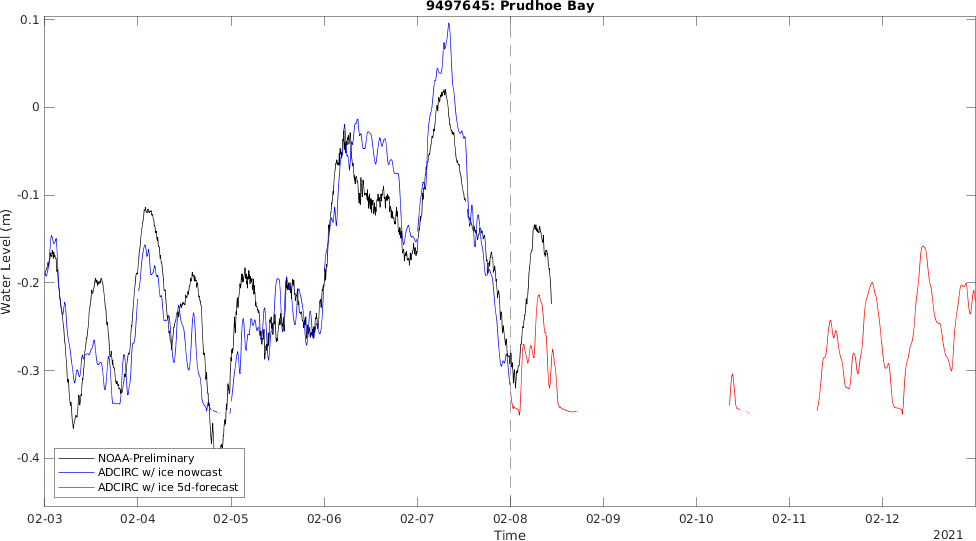 9497645: Prudhoe Bay
0.1
0
-0.1
-0.2
-0.3
-0.4
Water Level (m)
NOAA-Preliminary
ADCIRC w/ ice nowcast
ADCIRC w/ ice 5d-forecast
02-03 02-04 02-05 02-06 02-07 02-08 02-09 02-10 02-11 02-12
Time
2021